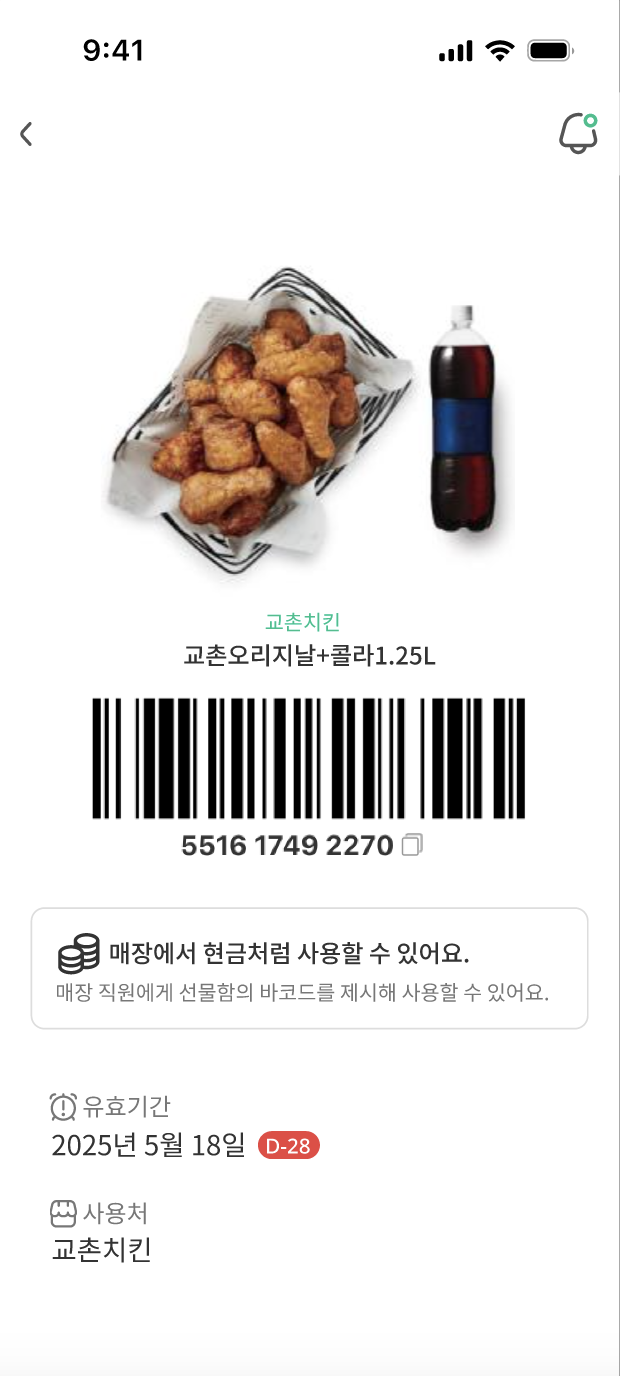 9:41
교촌치킨
교촌오리지날+콜라1.25L
5516 1749 2270
매장에서 현금처럼 사용할 수 있어요.
매장 직원에게 선물함의 바코드를 제시해 사용할 수 있어요.
유효기간
2025년 5월 18일 D-28
사용처
교촌치킨